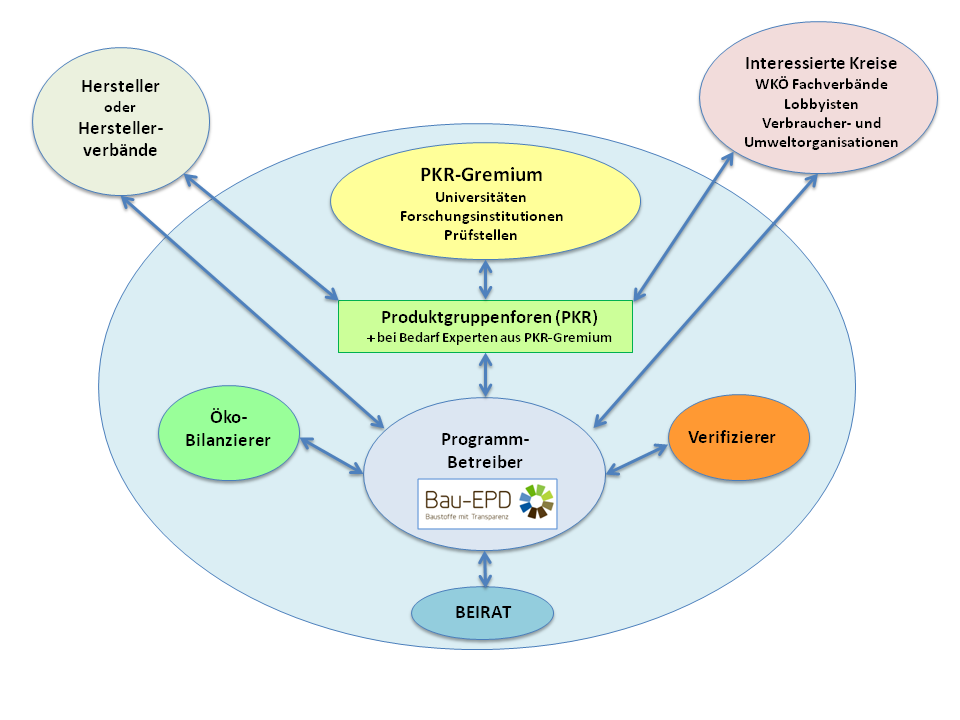 Hersteller
oder
Hersteller-
verbände
Interessierte Kreise
WKÖ Fachverbände
Lobbyisten
Verbraucher- und
Umweltorganisationen
PKR-Gremium
Universitäten
Forschungsinstitutionen
Prüfstellen
Produktgruppenforen (PKR)
+ bei Bedarf Experten aus PKR-Gremium
Öko-
Bilanzierer
Programm-
Betreiber
Bau-EPD
Baustoffe mit Transparenz
Verifizierer
BEIRAT